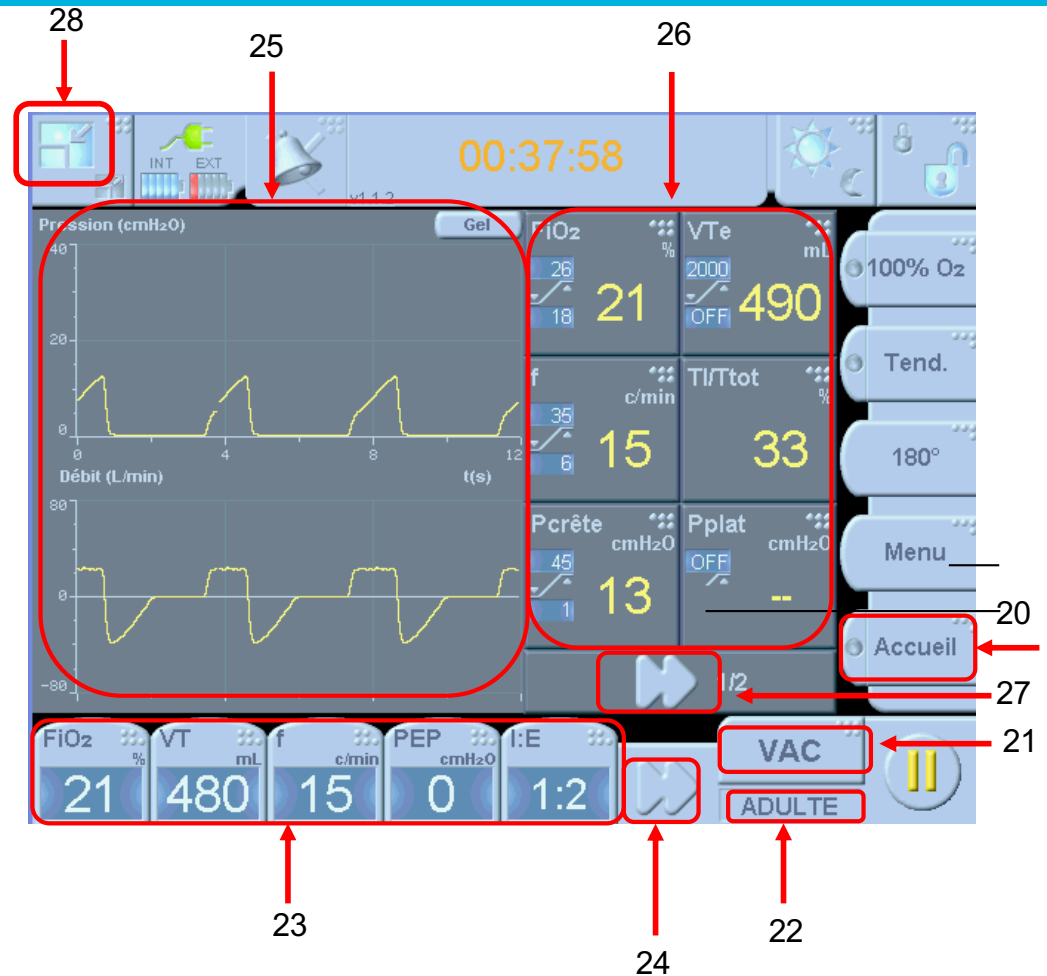 28
25
26
INT EXT
v1.1.2
00:37:58
Pression (cmH₂O)
Gel
40
20
0
0 4 8 12
Débit (L/min)
t(s)
80
0
-80
FiO₂
%
26
18
21
VTe
mL
2000
OFF
490
f
c/min
35
6
15
TI/Ttot
%
33
Pcrête
cmH₂O
45
1
13
Pplat
cmH₂O
OFF
--
1/2
100% O₂
Tend.
180°
Menu
Accueil
20
27
21
FiO₂
%
21
VT
mL
480
f
c/min
15
PEP
cmH₂O
0
I:E
1:2
VAC
ADULTE
23
24
22